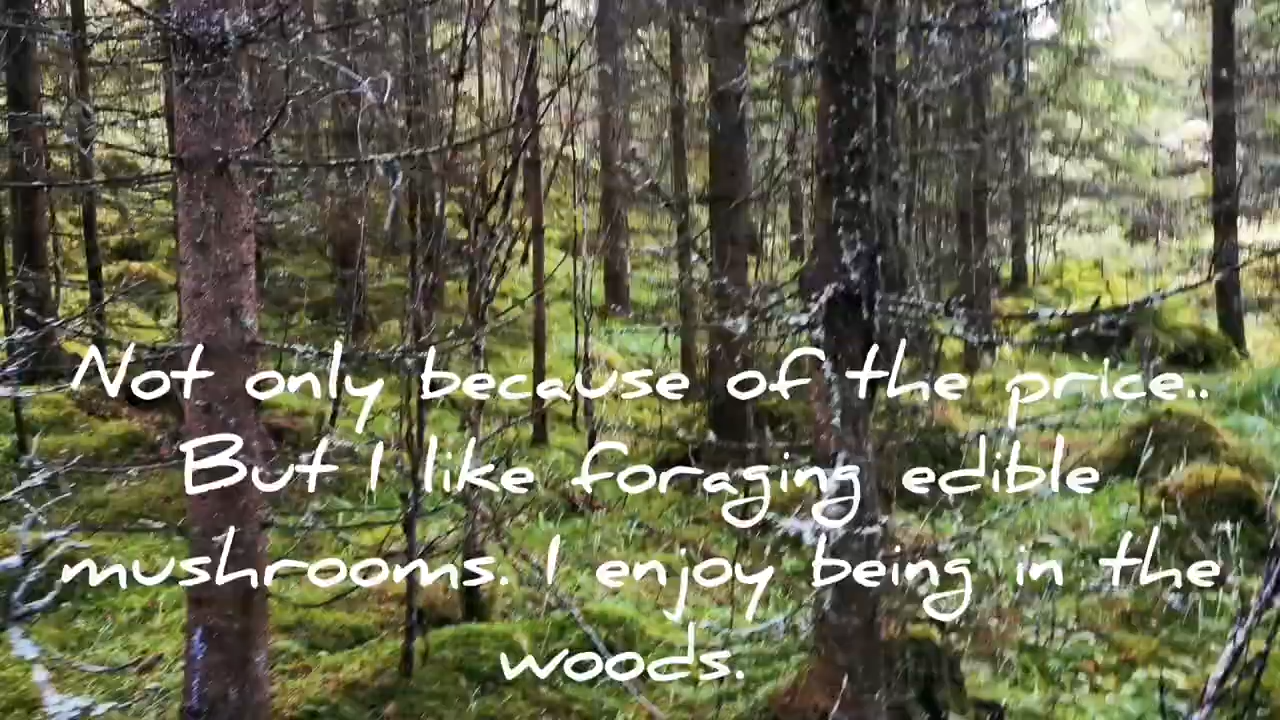 Not only because of the price..
But I like foraging edible
mushrooms. I enjoy being in the
woods.